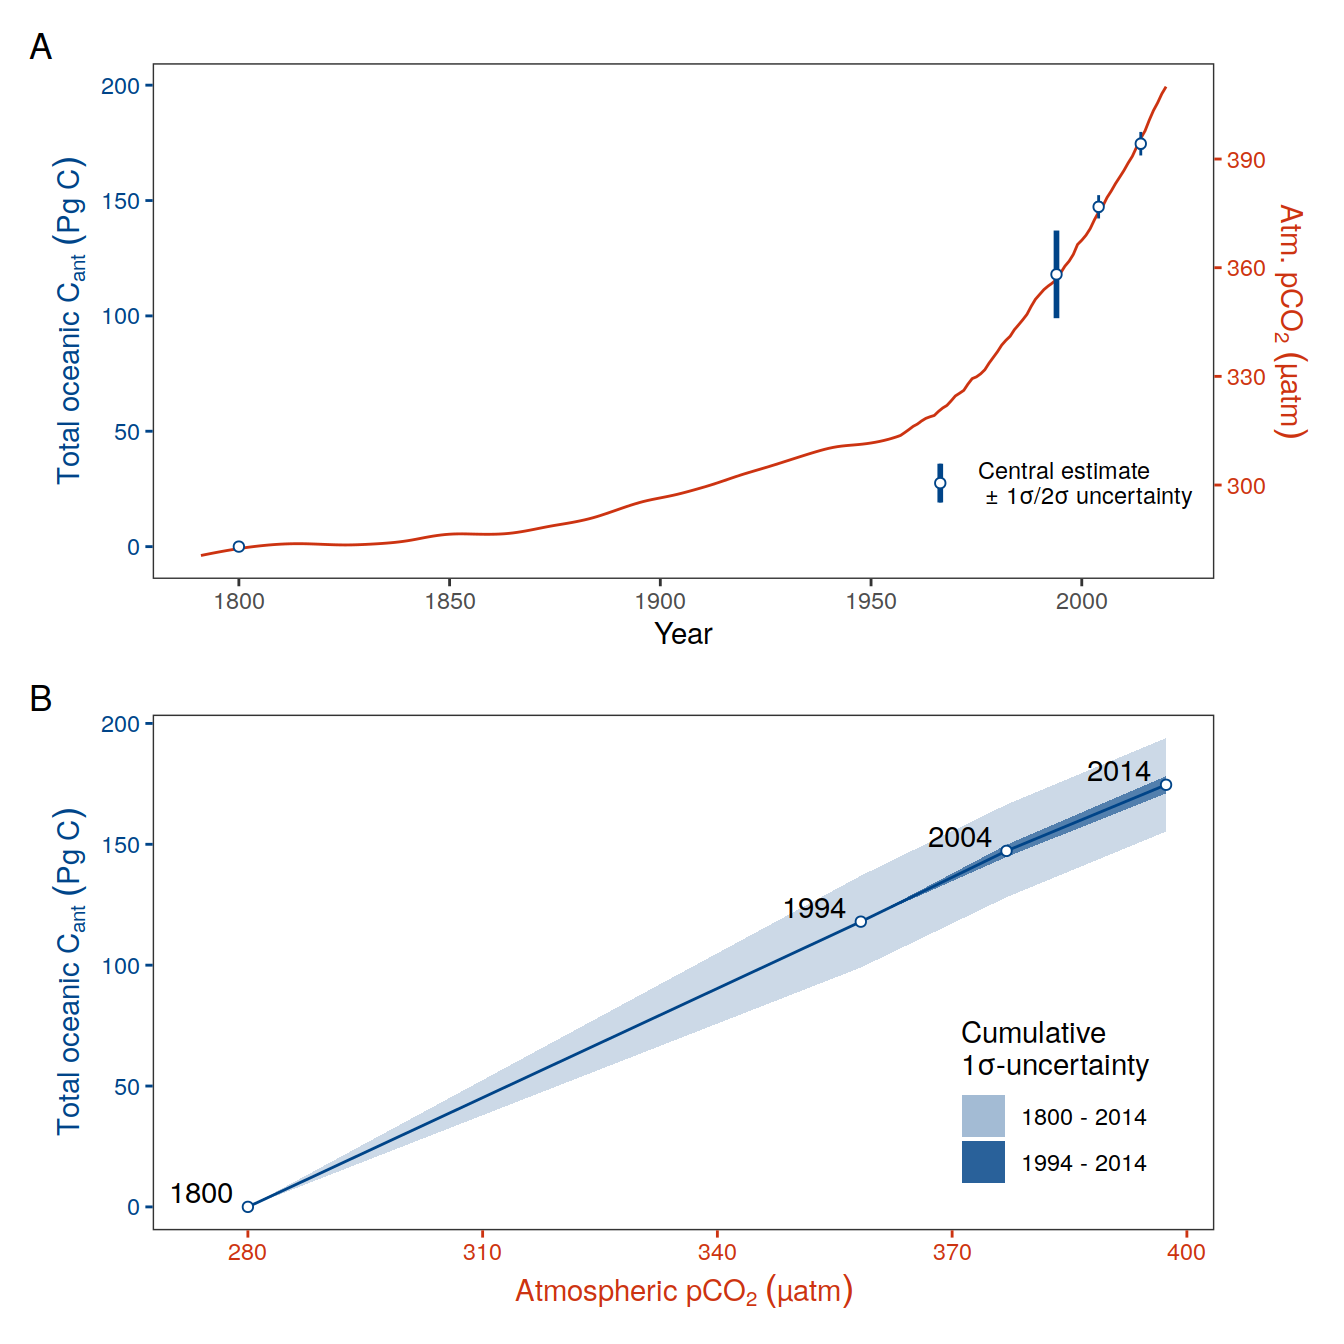 A
200
150
100
50
0
Total oceanic Cant (Pg C)
390
360
330
300
Atm. pCO2 (µatm)
Central estimate
± 1σ/2σ uncertainty
1800 1850 1900 1950 2000
Year
B
200
150
100
50
0
Total oceanic Cant (Pg C)
2014
2004
1994
1800
Cumulative
1σ-uncertainty
1800 - 2014
1994 - 2014
280 310 340 370 400
Atmospheric pCO2 (µatm)